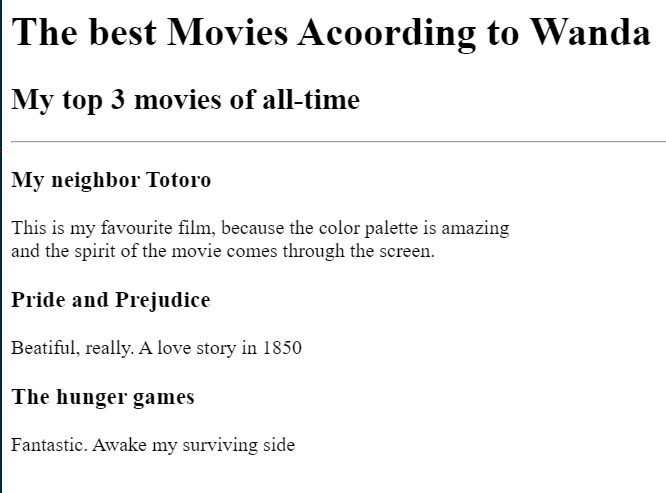 The best Movies Acoording to Wanda
My top 3 movies of all-time
My neighbor Totoro
This is my favourite film, because the color palette is amazing
and the spirit of the movie comes through the screen.
Pride and Prejudice
Beatiful, really. A love story in 1850
The hunger games
Fantastic. Awake my surviving side